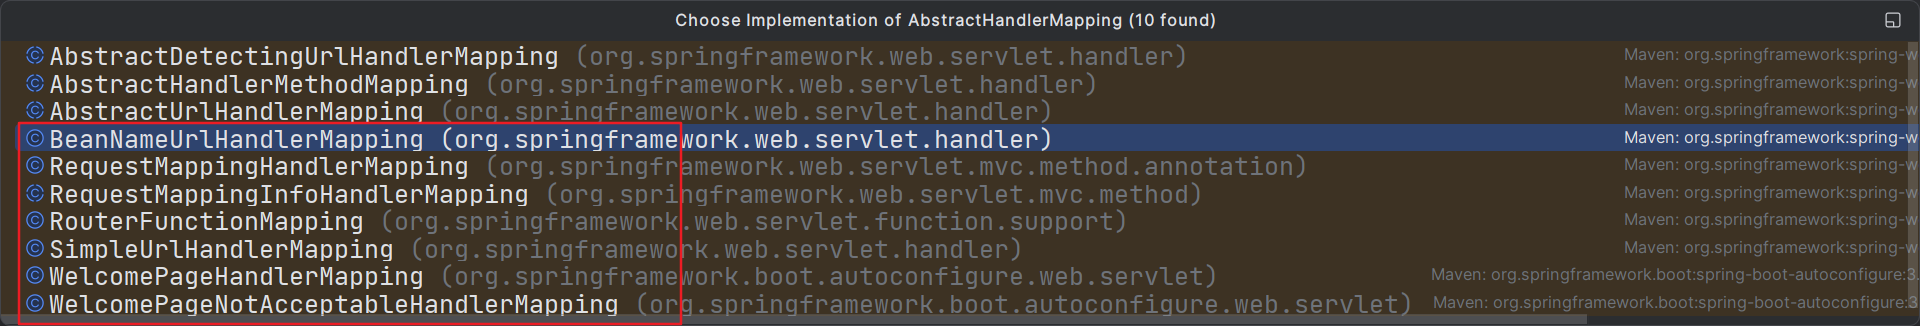 Choose Implementation of AbstractHandlerMapping (10 found)
AbstractDetectingUrlHandlerMapping (org.springframework.web.servlet.handler) Maven: org.springframework:spring-w
AbstractHandlerMethodMapping (org.springframework.web.servlet.handler) Maven: org.springframework:spring-w
AbstractUrlHandlerMapping (org.springframework.web.servlet.handler) Maven: org.springframework:spring-w
BeanNameUrlHandlerMapping (org.springframework.web.servlet.handler) Maven: org.springframework:spring-w
RequestMappingHandlerMapping (org.springframework.web.servlet.mvc.method.annotation) Maven: org.springframework:spring-w
RequestMappingInfoHandlerMapping (org.springframework.web.servlet.mvc.method) Maven: org.springframework:spring-w
RouterFunctionMapping (org.springframework.web.servlet.function.support) Maven: org.springframework:spring-w
SimpleUrlHandlerMapping (org.springframework.web.servlet.handler) Maven: org.springframework:spring-w
WelcomePageHandlerMapping (org.springframework.boot.autoconfigure.web.servlet) Maven: org.springframework.boot:spring-boot-autoconfigure:3.
WelcomePageNotAcceptableHandlerMapping (org.springframework.boot.autoconfigure.web.servlet) Maven: org.springframework.boot:spring-boot-autoconfigure:3